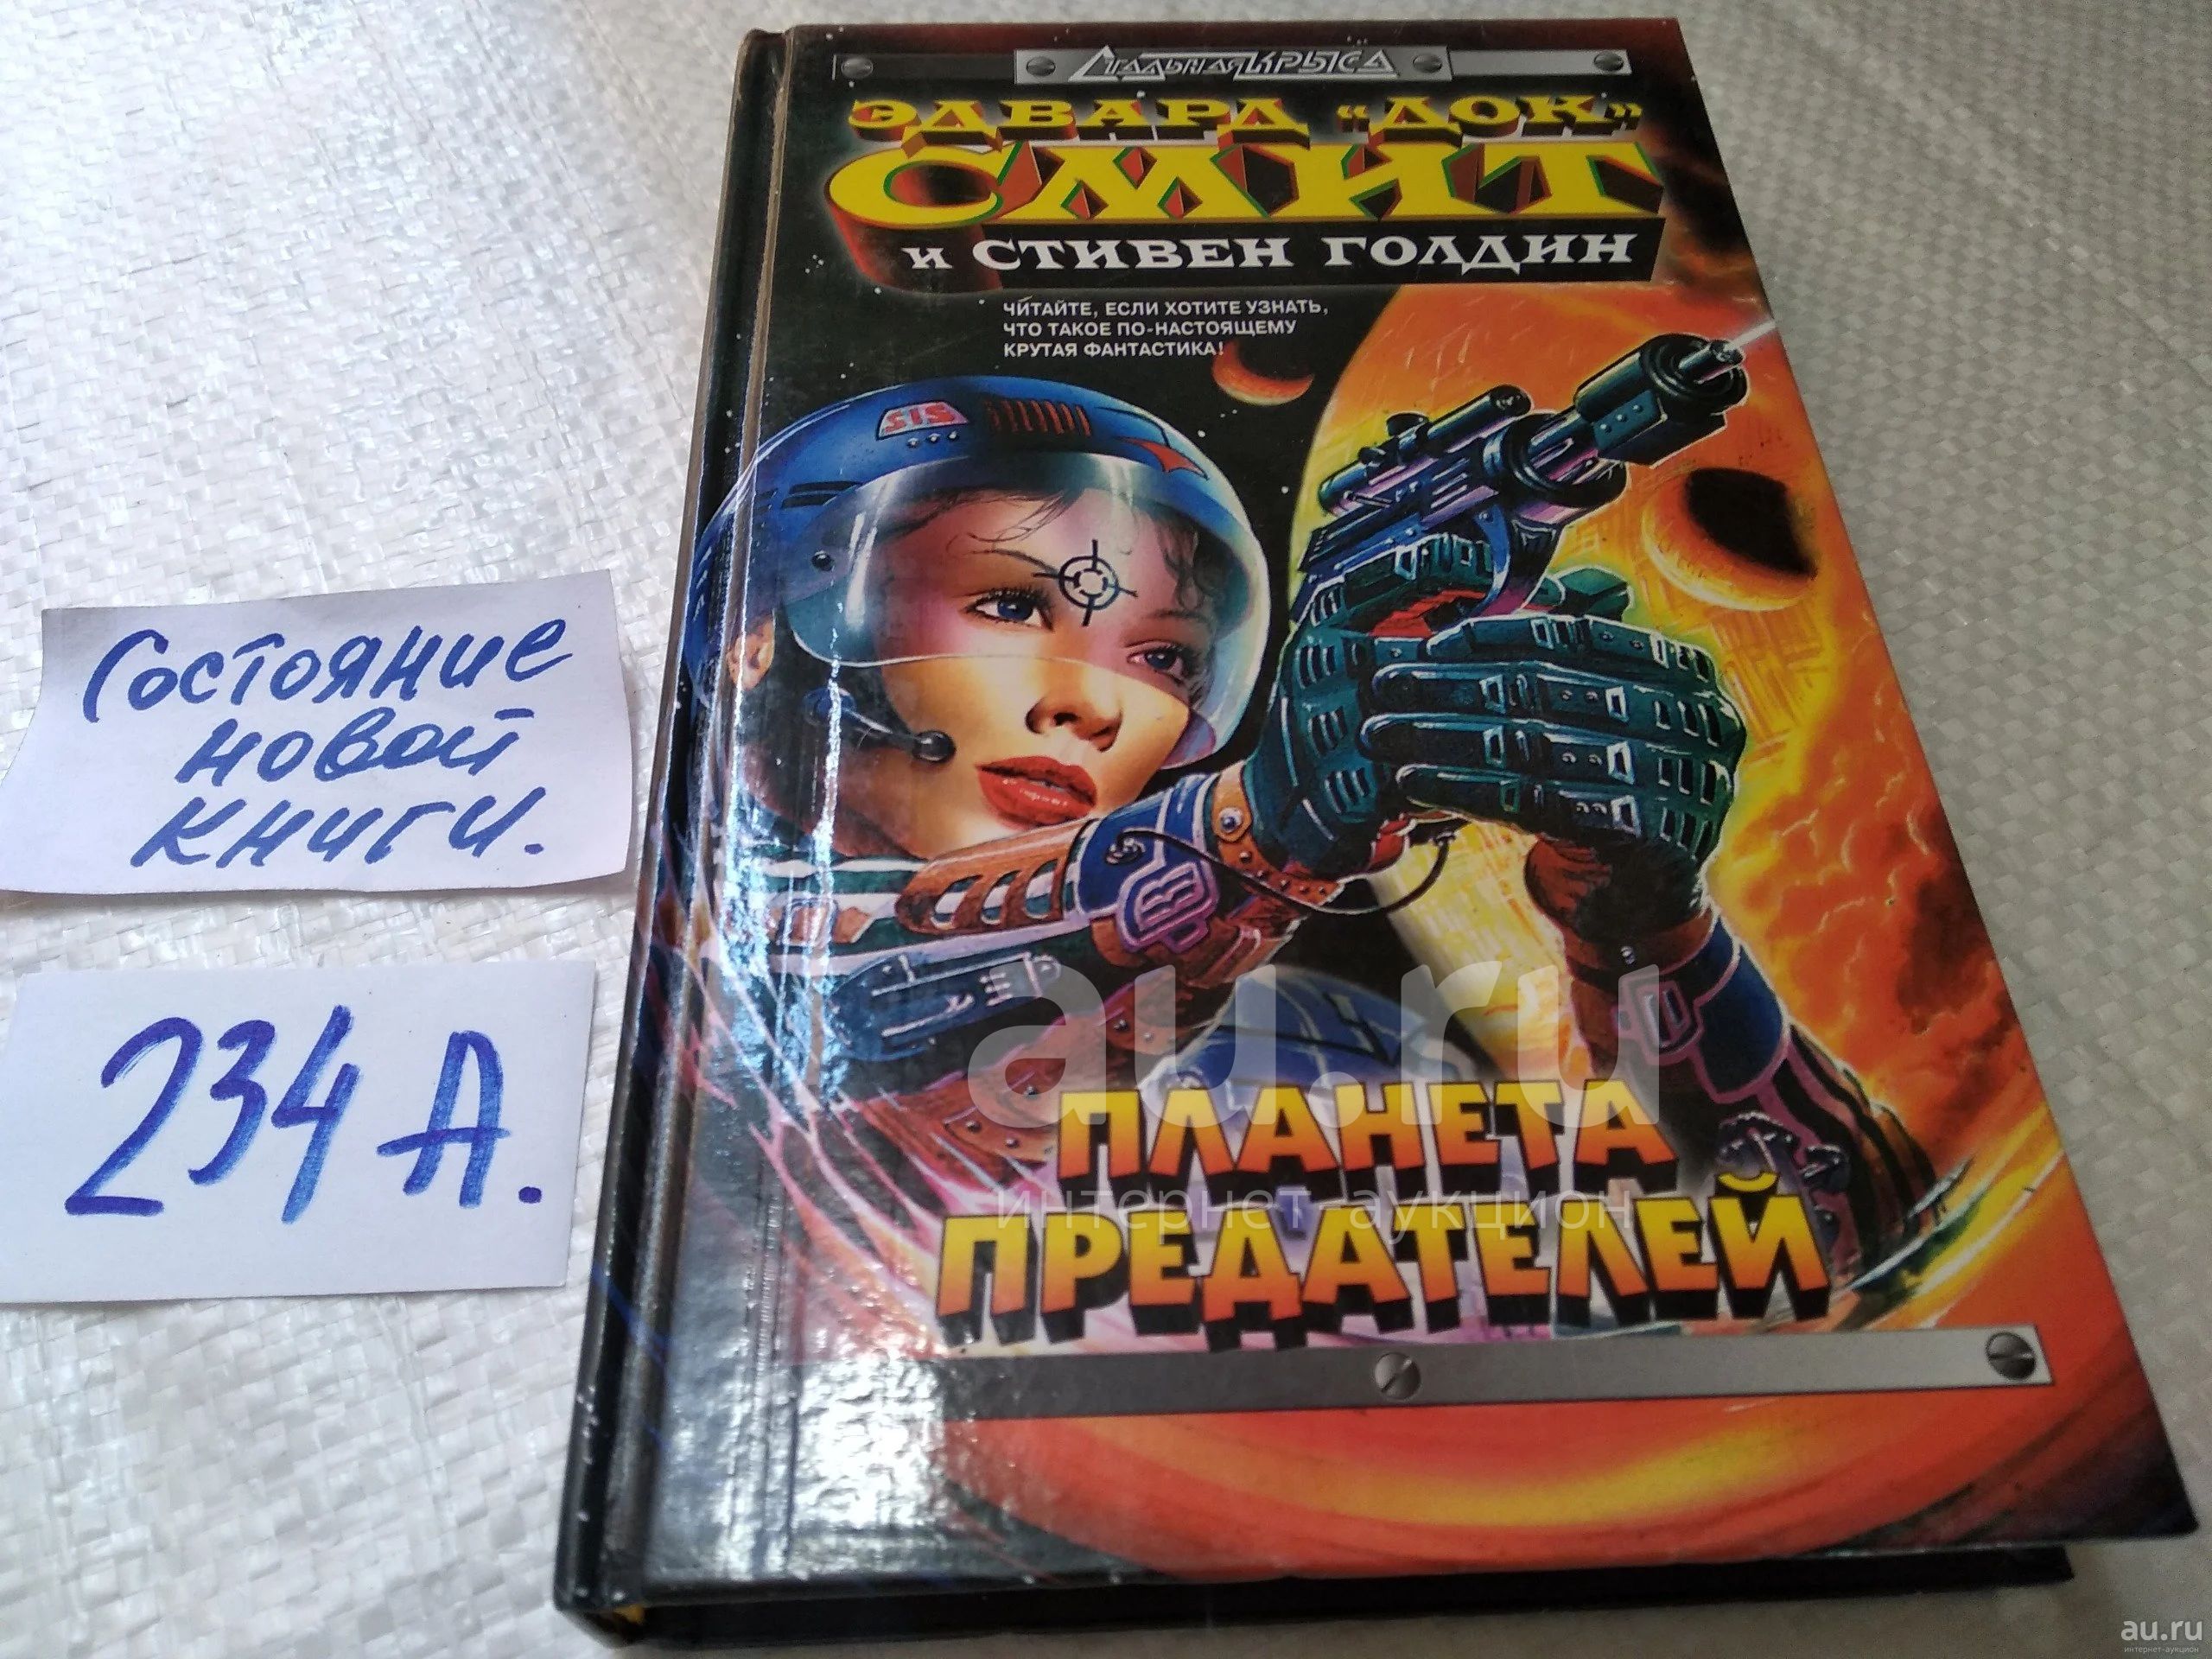 Стальная Крыса
ЭДВАРД «ДОК»
СМИТ
И СТИВЕН ГОЛДИН
ЧИТАЙТЕ, ЕСЛИ ХОТИТЕ УЗНАТЬ,
ЧТО ТАКОЕ ПО-НАСТОЯЩЕМУ
КРУТАЯ ФАНТАСТИКА!
SIS
Состояние
новой
книги.
234 А.
au.ru
ПЛАНЕТА
интернет-аукцион
ПРЕДАТЕЛЕЙ
au.ru
интернет-аукцион